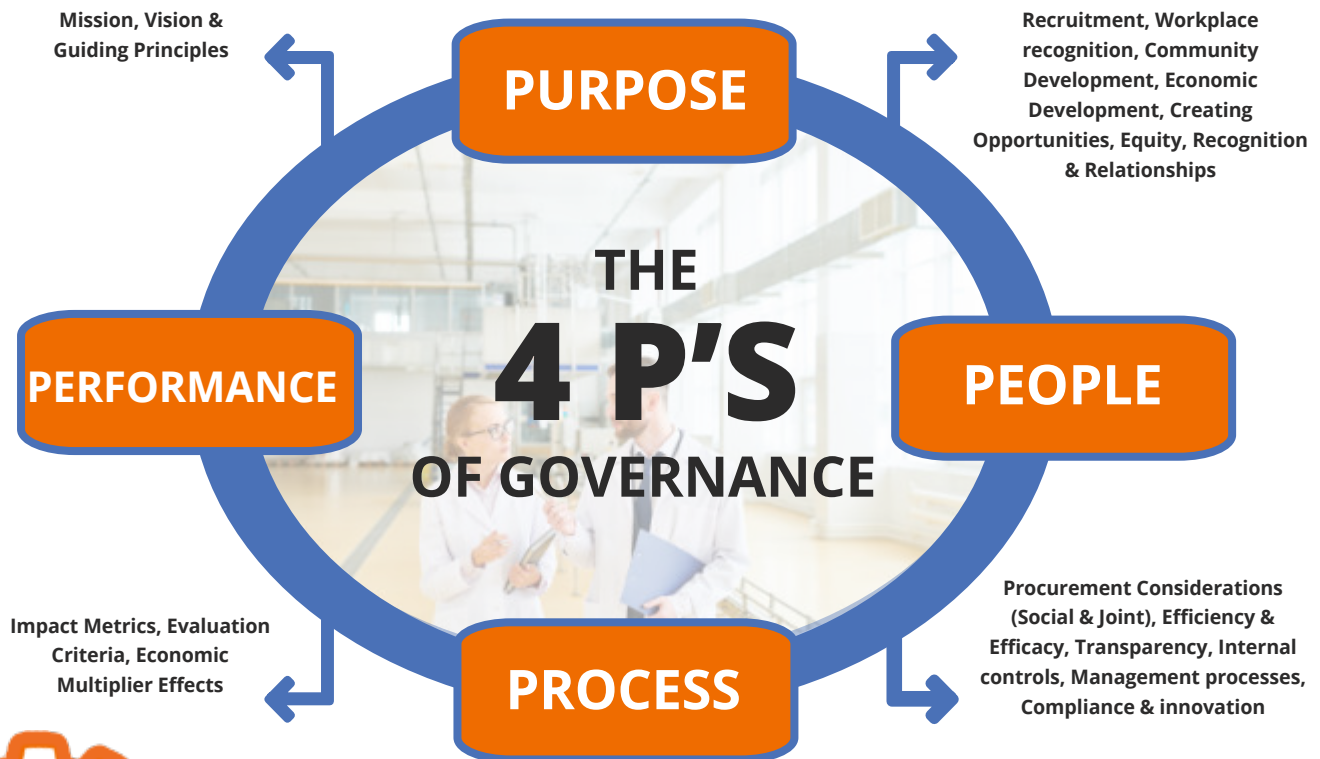 Mission, Vision &
Guiding Principles
PURPOSE
Recruitment, Workplace
recognition, Community
Development, Economic
Development, Creating
Opportunities, Equity, Recognition
& Relationships
THE
4 P’S
OF GOVERNANCE
PERFORMANCE
PEOPLE
Impact Metrics, Evaluation
Criteria, Economic
Multiplier Effects
PROCESS
Procurement Considerations
(Social & Joint), Efficiency &
Efficacy, Transparency, Internal
controls, Management processes,
Compliance & innovation